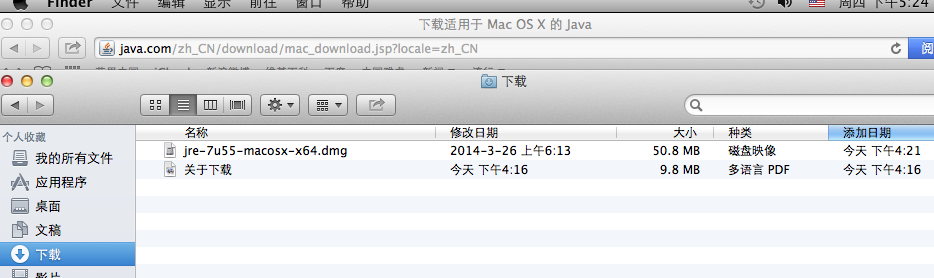 Finder 文件 编辑 显示 前往 窗口 帮助 周四 下午5:24
下载适用于 Mac OS X 的 Java
java.com/zh_CN/download/mac_download.jsp?locale=zh_CN 阅
下载
个人收藏 名称 修改日期 大小 种类 添加日期
我的所有文件 jre-7u55-macosx-x64.dmg 2014-3-26 上午6:13 50.8 MB 磁盘映像 今天 下午4:21
应用程序 关于下载 今天 下午4:16 9.8 MB 多语言 PDF 今天 下午4:16
桌面
文稿
下载
影片